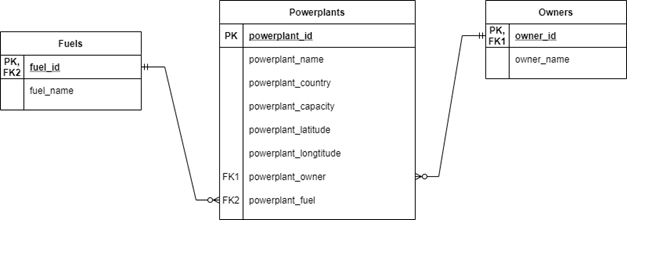 Fuels
PK,
FK2
fuel_id
fuel_name
Powerplants
PK
powerplant_id
powerplant_name
powerplant_country
powerplant_capacity
powerplant_latitude
powerplant_longtitude
FK1
powerplant_owner
FK2
powerplant_fuel
Owners
PK,
FK1
owner_id
owner_name